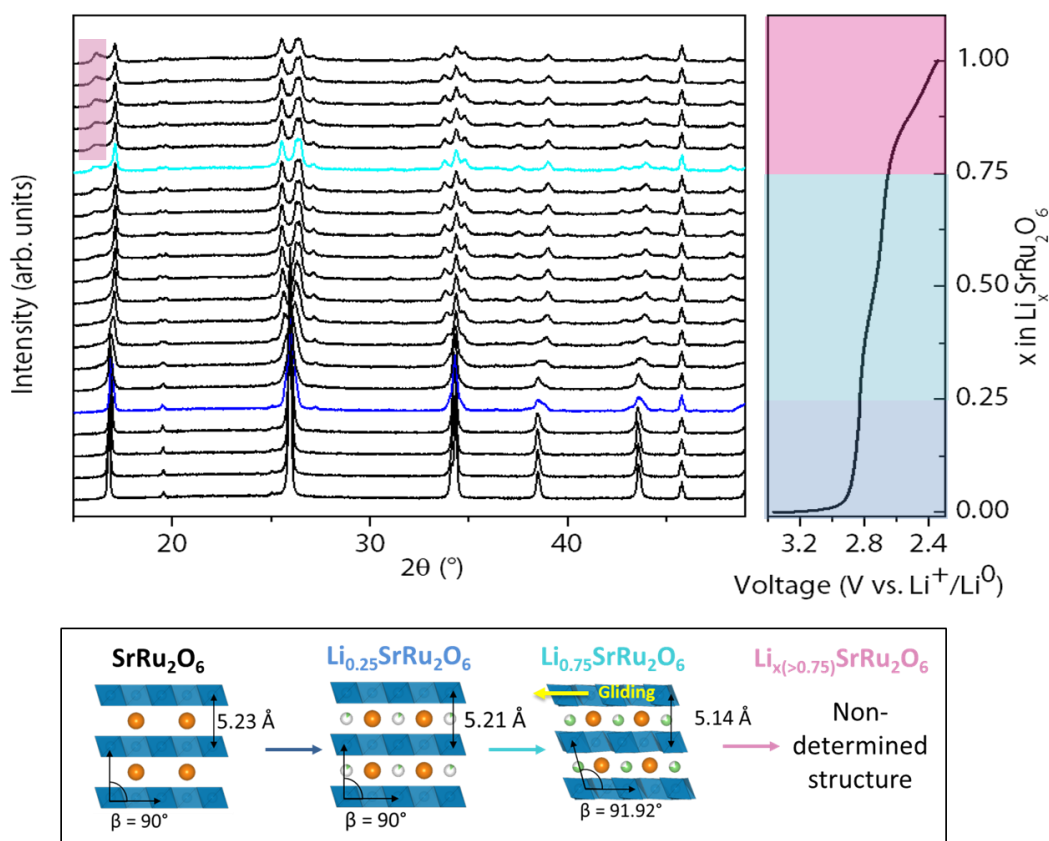 Intensity (arb. units)
20
30
40
2θ (°)
1.00
0.75
0.50
0.25
0.00
x in LiₓSrRu₂O₆
3.2
2.8
2.4
Voltage (V vs. Li⁺/Li⁰)
SrRu₂O₆
5.23 Å
β = 90°
Li₀.₂₅SrRu₂O₆
5.21 Å
β = 90°
Li₀.₇₅SrRu₂O₆
Gliding
5.14 Å
β = 91.92°
Liₓ₍>₀.₇₅₎SrRu₂O₆
Non-
determined
structure